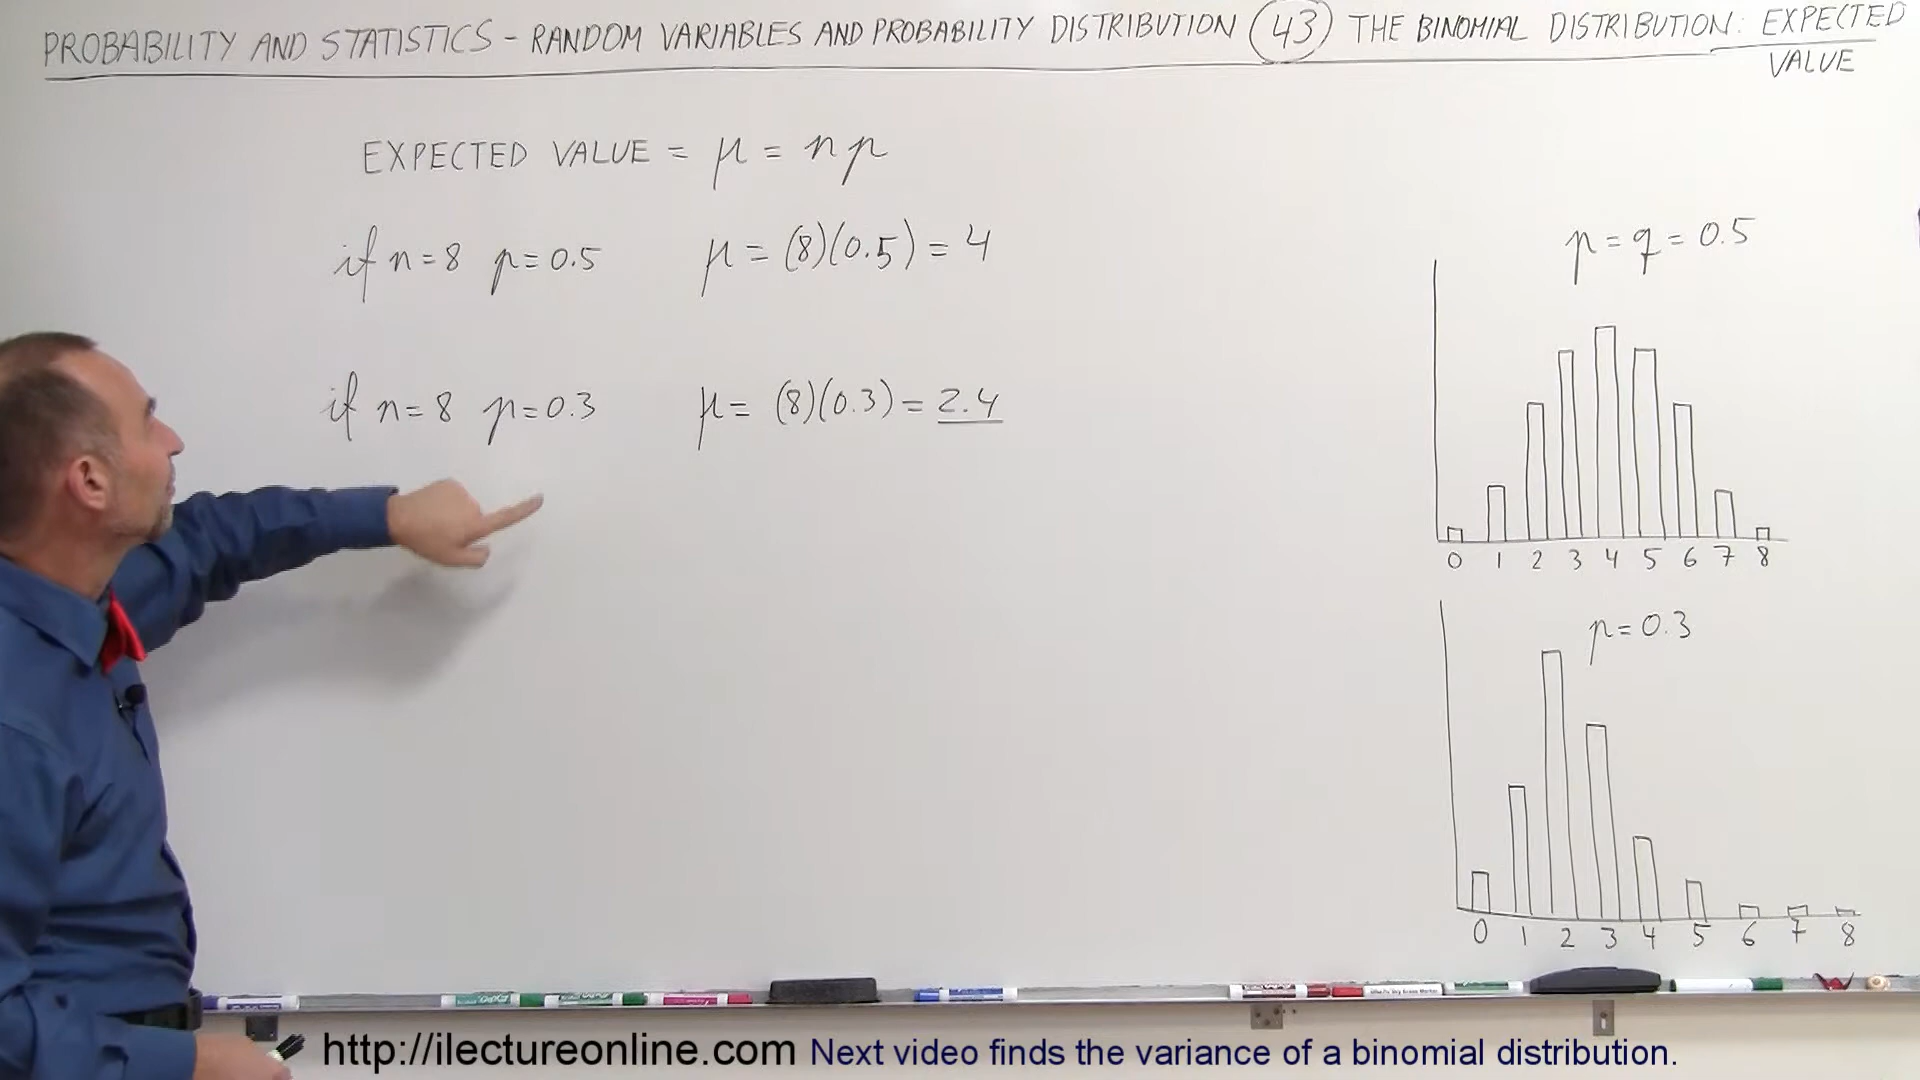 PROBABILITY AND STATISTICS - RANDOM VARIABLES AND PROBABILITY DISTRIBUTION (43) THE BINOMIAL DISTRIBUTION: EXPECTED
VALUE
EXPECTED VALUE = μ = np
if n=8 p=0.5 μ = (8)(0.5) = 4
if n=8 p=0.3 μ = (8)(0.3) = 2.4
p = q = 0.5
0 1 2 3 4 5 6 7 8
p=0.3
0 1 2 3 4 5 6 7 8
http://ilectureonline.com Next video finds the variance of a binomial distribution.